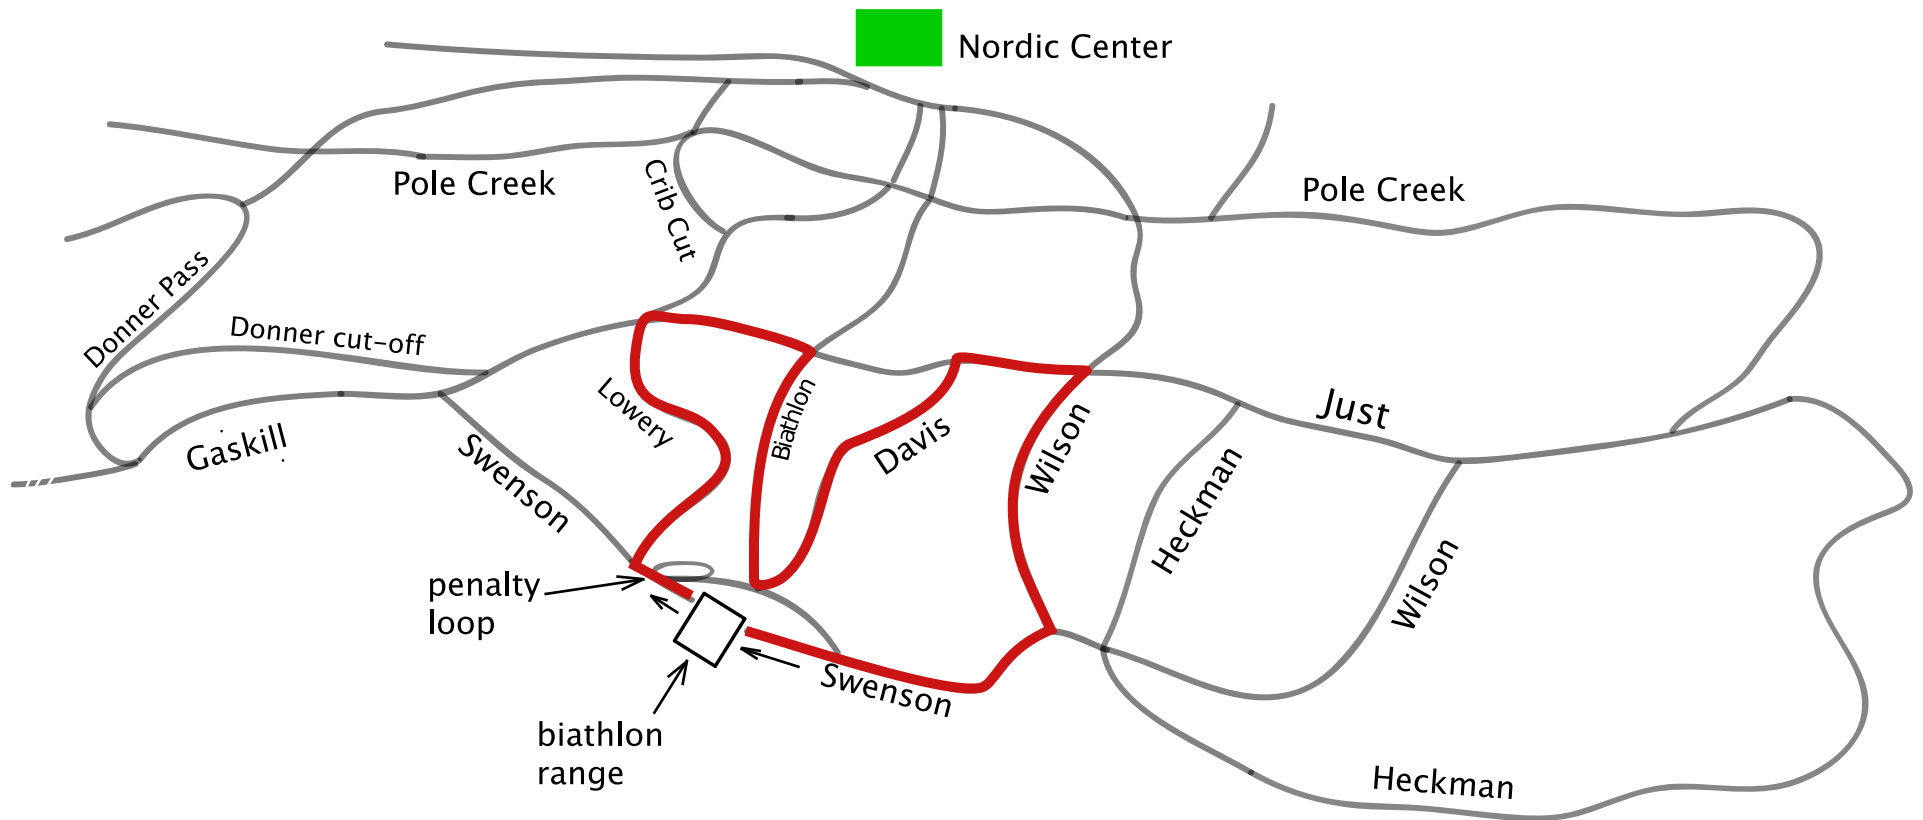 Nordic Center
Pole Creek
Pole Creek
Crib Cut
Donner Pass
Donner cut-off
Lowery
Biathlon
Just
Gaskill
Swenson
Davis
Wilson
Heckman
Wilson
penalty
loop
Swenson
biathlon
range
Heckman